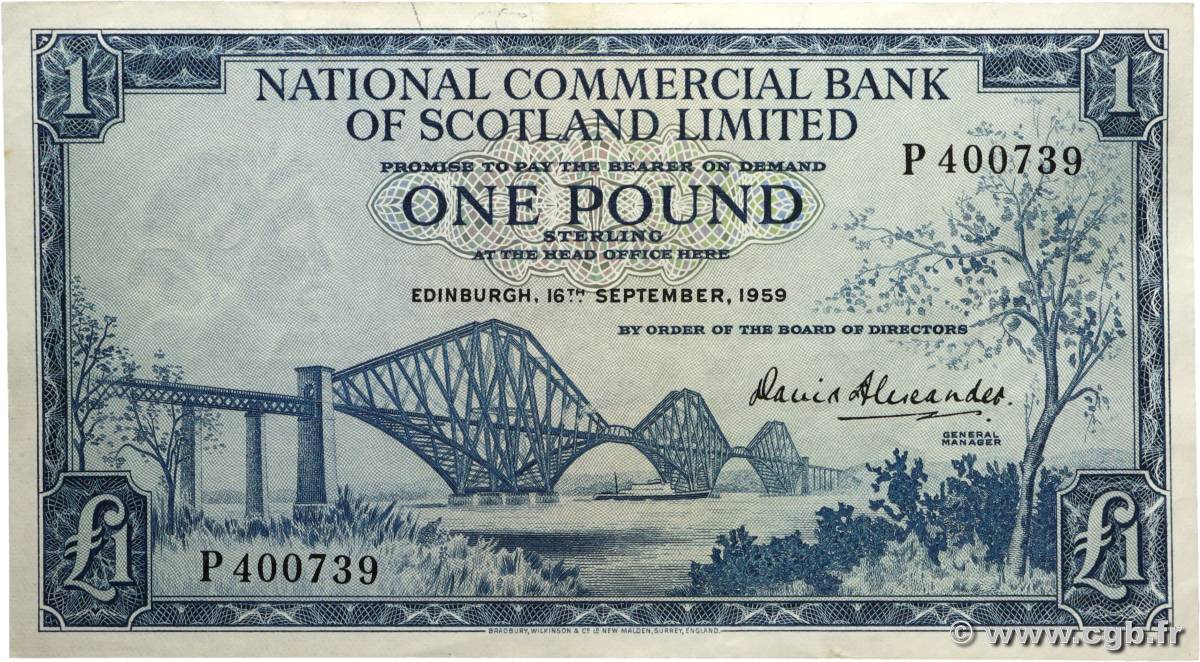 1
1
NATIONAL COMMERCIAL BANK
OF SCOTLAND LIMITED
PROMISE TO PAY THE BEARER ON DEMAND
P 400739
ONE POUND
STERLING
AT THE HEAD OFFICE HERE
EDINBURGH, 16TH SEPTEMBER, 1959
BY ORDER OF THE BOARD OF DIRECTORS
David Alexander.
GENERAL
MANAGER
£1
£1
P 400739
BRADBURY, WILKINSON & Co. LD NEW MALDEN, SURREY, ENGLAND.
© www.cgb.fr